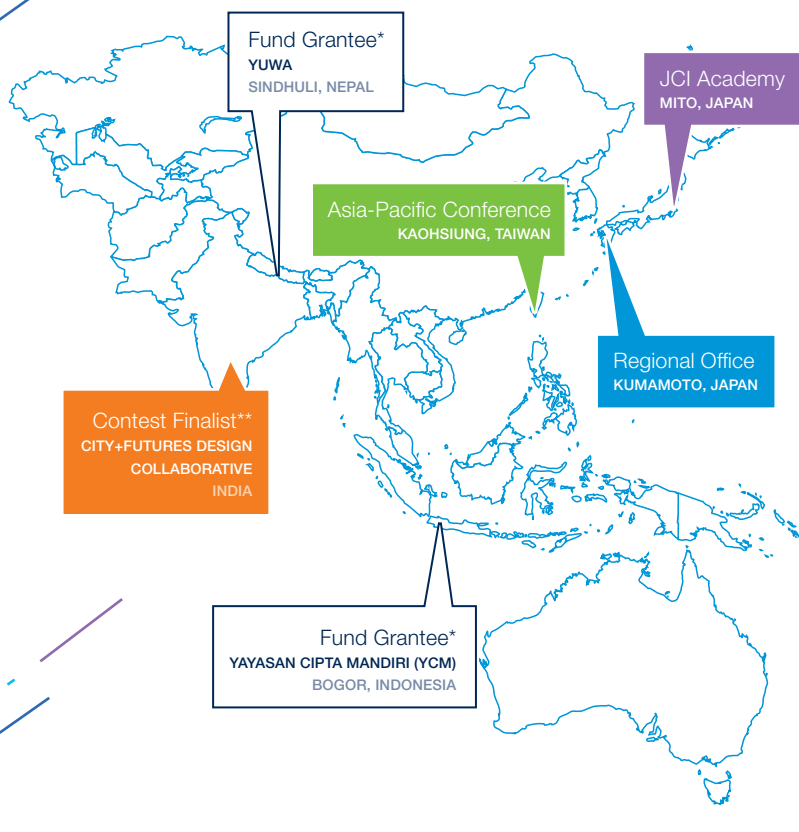 Fund Grantee*
YUWA
SINDHULI, NEPAL
JCI Academy
MITO, JAPAN
Asia-Pacific Conference
KAOHSIUNG, TAIWAN
Regional Office
KUMAMOTO, JAPAN
Contest Finalist**
CITY+FUTURES DESIGN
COLLABORATIVE
INDIA
Fund Grantee*
YAYASAN CIPTA MANDIRI (YCM)
BOGOR, INDONESIA